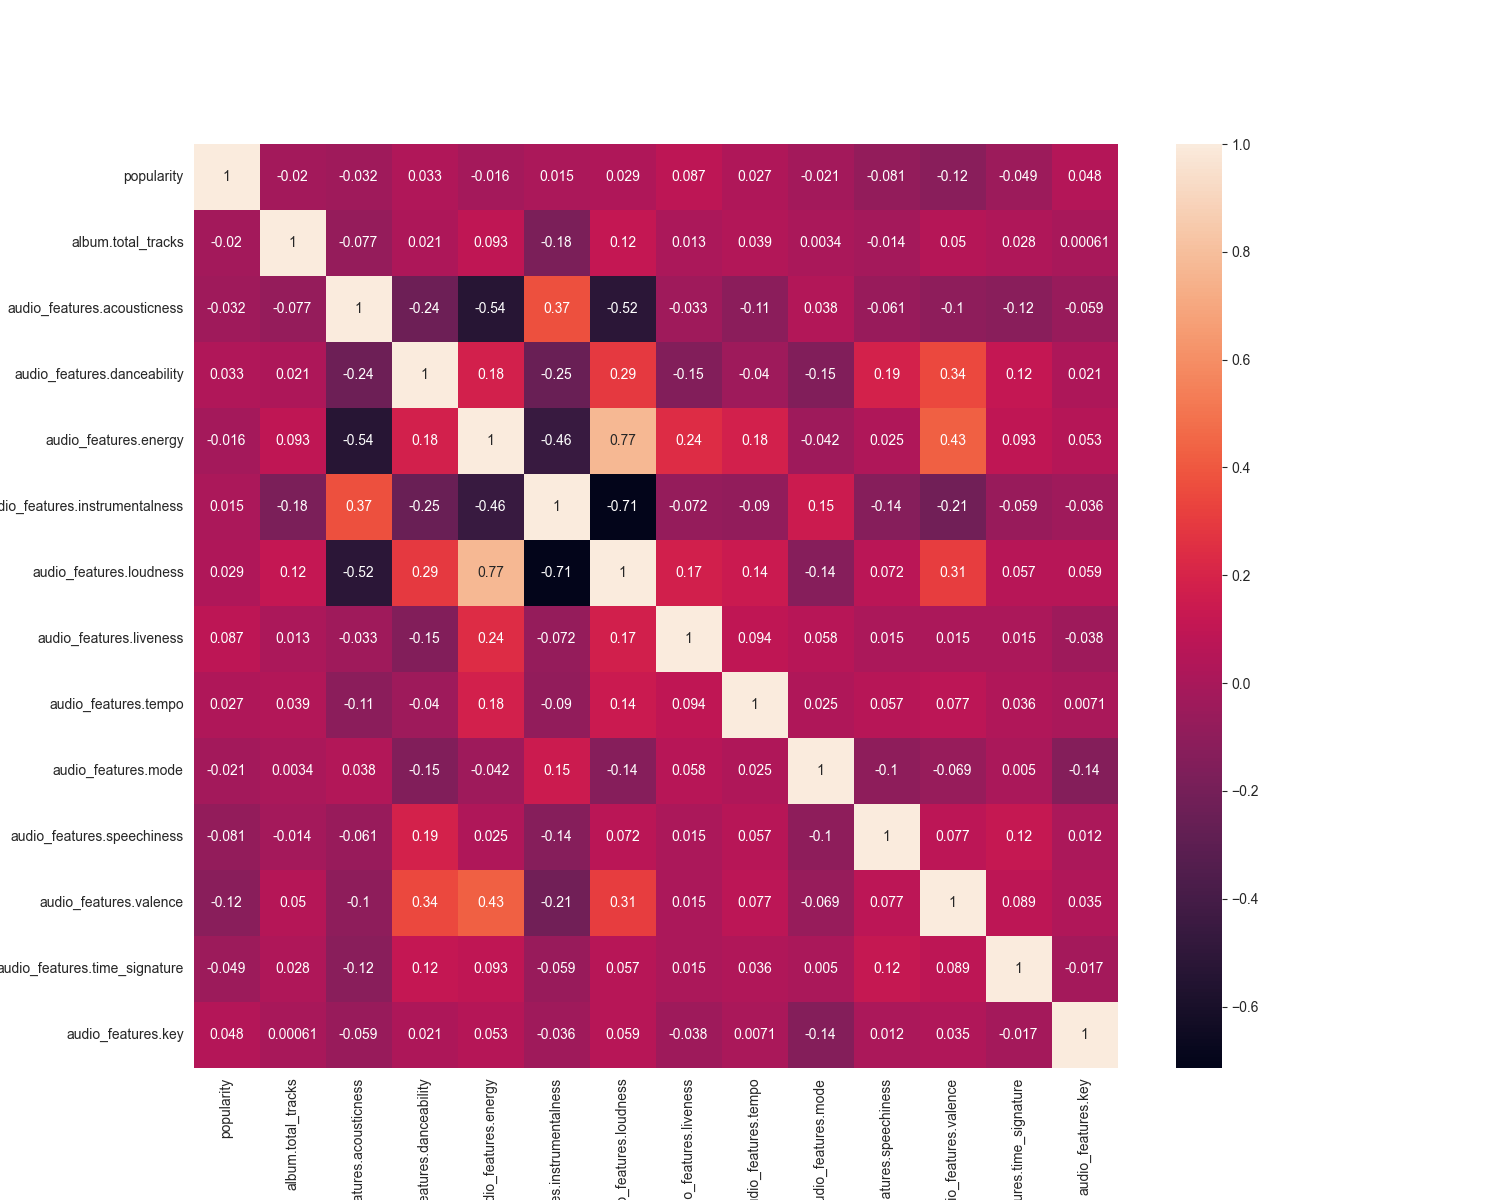 popularity 1 -0.02 -0.032 0.033 -0.016 0.015 0.029 0.087 0.027 -0.021 -0.081 -0.12 -0.049 0.048
album.total_tracks -0.02 1 -0.077 0.021 0.093 -0.18 0.12 0.013 0.039 0.0034 -0.014 0.05 0.028 0.00061
audio_features.acousticness -0.032 -0.077 1 -0.24 -0.54 0.37 -0.52 -0.033 -0.11 0.038 -0.061 -0.1 -0.12 -0.059
audio_features.danceability 0.033 0.021 -0.24 1 0.18 -0.25 0.29 -0.15 -0.04 -0.15 0.19 0.34 0.12 0.021
audio_features.energy -0.016 0.093 -0.54 0.18 1 -0.46 0.77 0.24 0.18 -0.042 0.025 0.43 0.093 0.053
dio_features.instrumentalness 0.015 -0.18 0.37 -0.25 -0.46 1 -0.71 -0.072 -0.09 0.15 -0.14 -0.21 -0.059 -0.036
audio_features.loudness 0.029 0.12 -0.52 0.29 0.77 -0.71 1 0.17 0.14 -0.14 0.072 0.31 0.057 0.059
audio_features.liveness 0.087 0.013 -0.033 -0.15 0.24 -0.072 0.17 1 0.094 0.058 0.015 0.015 0.015 -0.038
audio_features.tempo 0.027 0.039 -0.11 -0.04 0.18 -0.09 0.14 0.094 1 0.025 0.057 0.077 0.036 0.0071
audio_features.mode -0.021 0.0034 0.038 -0.15 -0.042 0.15 -0.14 0.058 0.025 1 -0.1 -0.069 0.005 -0.14
audio_features.speechiness -0.081 -0.014 -0.061 0.19 0.025 -0.14 0.072 0.015 0.057 -0.1 1 0.077 0.12 0.012
audio_features.valence -0.12 0.05 -0.1 0.34 0.43 -0.21 0.31 0.015 0.077 -0.069 0.077 1 0.089 0.035
audio_features.time_signature -0.049 0.028 -0.12 0.12 0.093 -0.059 0.057 0.015 0.036 0.005 0.12 0.089 1 -0.017
audio_features.key 0.048 0.00061 -0.059 0.021 0.053 -0.036 0.059 -0.038 0.0071 -0.14 0.012 0.035 -0.017 1
popularity
album.total_tracks
atures.acousticness
eatures.danceability
dio_features.energy
es.instrumentalness
o_features.loudness
io_features.liveness
udio_features.tempo
udio_features.mode
atures.speechiness
io_features.valence
ures.time_signature
audio_features.key
1.0
0.8
0.6
0.4
0.2
0.0
−0.2
−0.4
−0.6